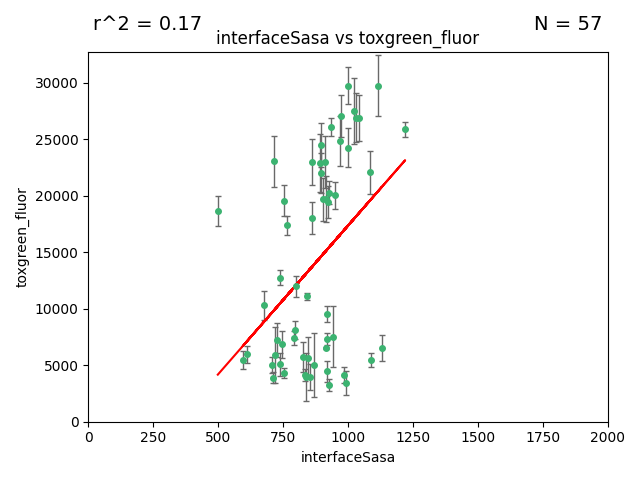 r^2 = 0.17
N = 57
interfaceSasa vs toxgreen_fluor
30000
25000
20000
15000
10000
5000
0
toxgreen_fluor
0 250 500 750 1000 1250 1500 1750 2000
interfaceSasa